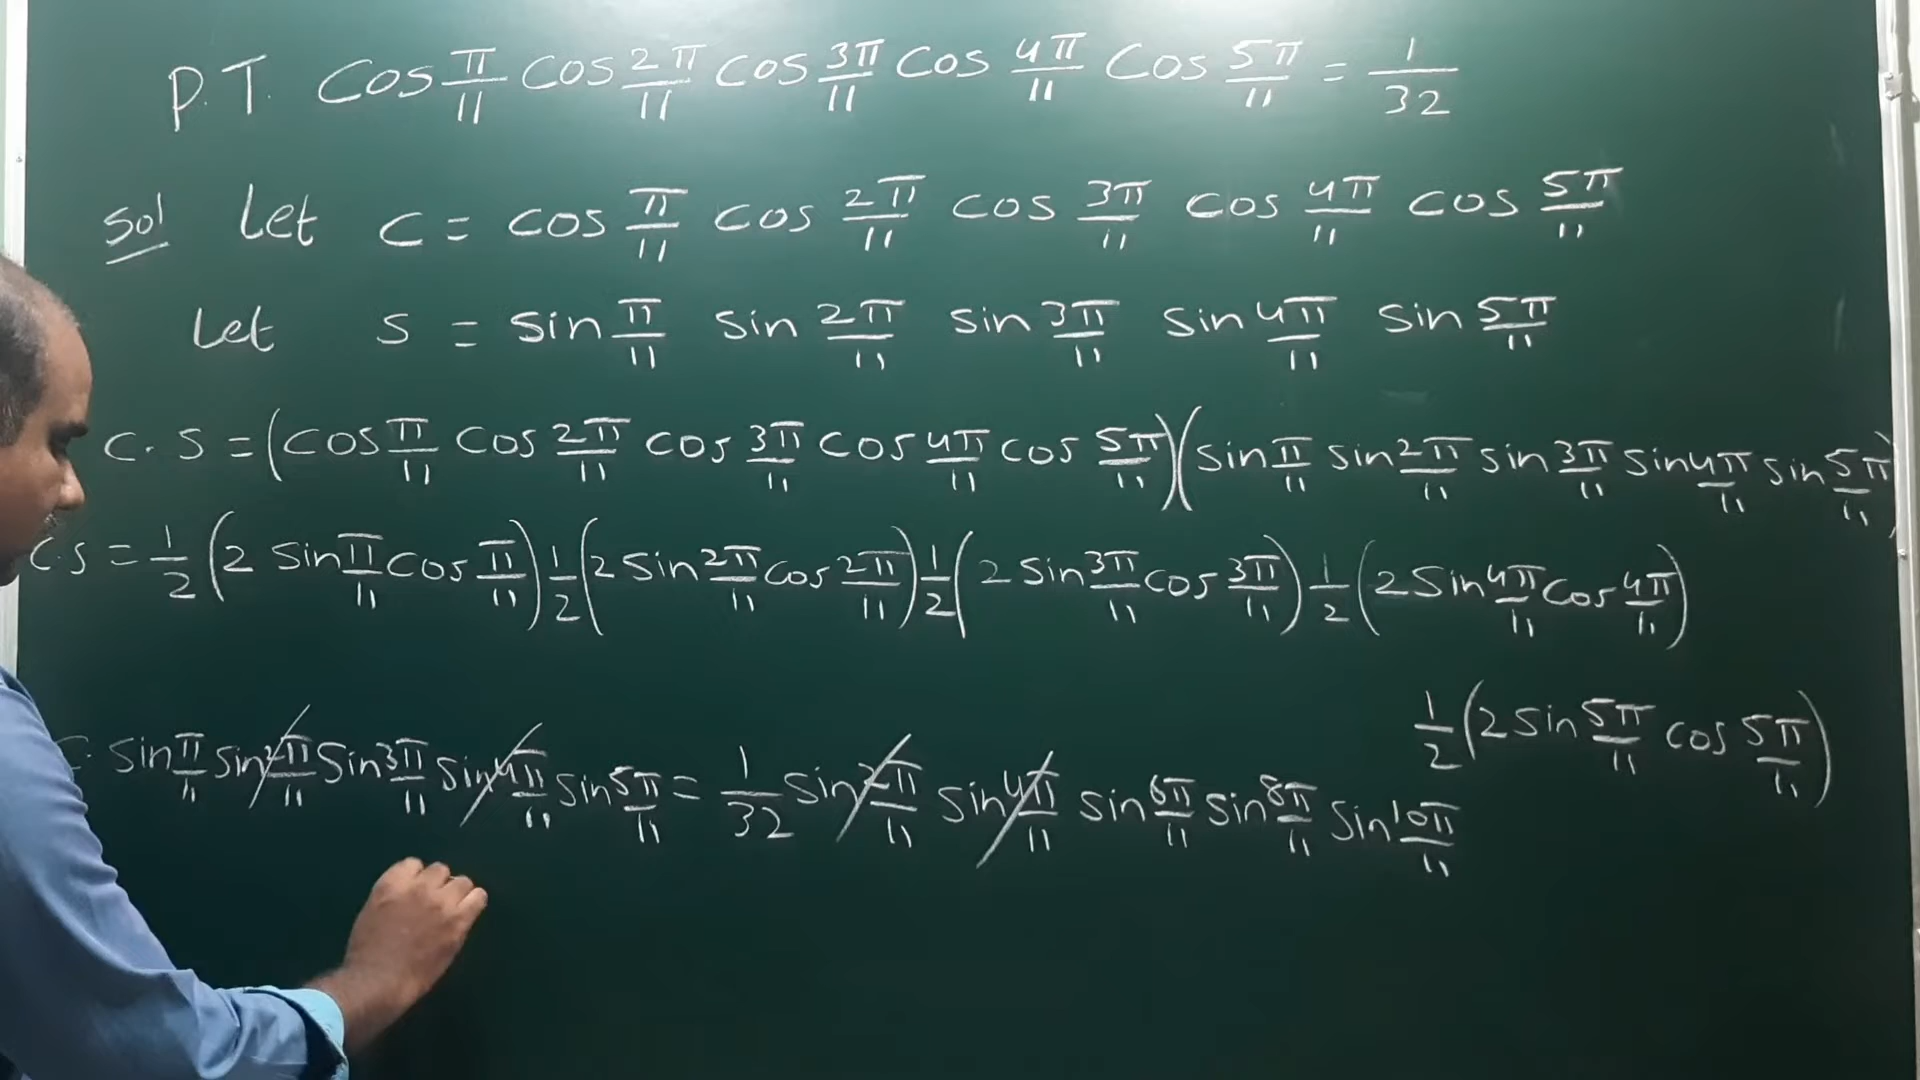 P.T. Cos π/11 Cos 2π/11 Cos 3π/11 Cos 4π/11 Cos 5π/11 = 1/32
Sol Let C = cos π/11 cos 2π/11 cos 3π/11 cos 4π/11 cos 5π/11
Let S = sin π/11 sin 2π/11 sin 3π/11 sin 4π/11 sin 5π/11
C. S = (cos π/11 cos 2π/11 cos 3π/11 cos 4π/11 cos 5π/11)(sin π/11 sin 2π/11 sin 3π/11 sin 4π/11 sin 5π/11)
C.S = 1/2 (2 sin π/11 cos π/11) 1/2 (2 sin 2π/11 cos 2π/11) 1/2 (2 sin 3π/11 cos 3π/11) 1/2 (2 sin 4π/11 cos 4π/11)
1/2 (2 sin 5π/11 cos 5π/11)
C. sin π/11 sin 2π/11 sin 3π/11 sin 4π/11 sin 5π/11 = 1/32 sin 2π/11 sin 4π/11 sin 6π/11 sin 8π/11 sin 10π/11